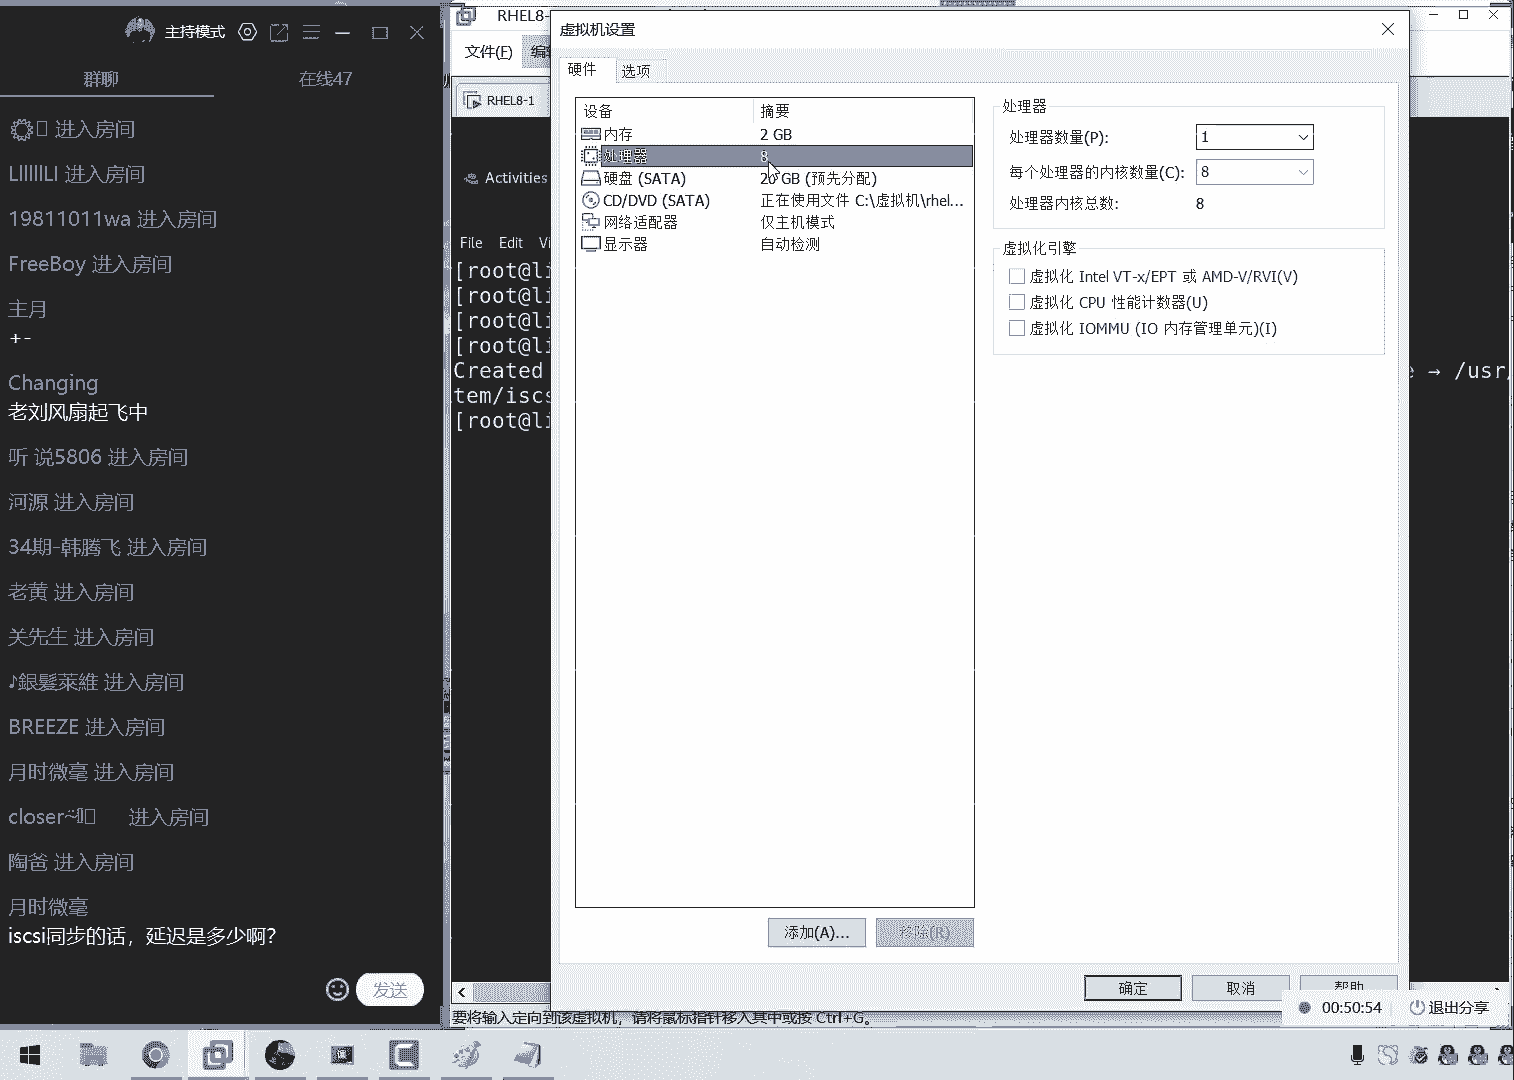 主持模式
群聊
在线47
进入房间
LlllllLl 进入房间
19811011wa 进入房间
FreeBoy 进入房间
主月
+-
Changing
老刘风扇起飞中
听 说5806 进入房间
河源 进入房间
34期-韩腾飞 进入房间
老黄 进入房间
关先生 进入房间
♪銀髮萊維 进入房间
BREEZE 进入房间
月时微毫 进入房间
closer 进入房间
陶爸 进入房间
月时微毫
iscsi同步的话，延迟是多少啊?
发送
RHEL8-
文件(F)
编
RHEL8-1
Activities
File Edit Vi
[root@li
[root@li
[root@li
[root@li
Created
→ /usr/
tem/iscs
[root@li
虚拟机设置
硬件
选项
设备 摘要
内存 2 GB
处理器 8
硬盘 (SATA) 20 GB (预先分配)
CD/DVD (SATA) 正在使用文件 C:\虚拟机\rhel...
网络适配器 仅主机模式
显示器 自动检测
处理器
处理器数量(P): 1
每个处理器的内核数量(C): 8
处理器内核总数: 8
虚拟化引擎
虚拟化 Intel VT-x/EPT 或 AMD-V/RVI(V)
虚拟化 CPU 性能计数器(U)
虚拟化 IOMMU (IO 内存管理单元)(I)
添加(A)...
移除(R)
确定
取消
帮助
00:50:54
退出分享
要将输入定向到该虚拟机，请将鼠标指针移入其中或按 Ctrl+G。